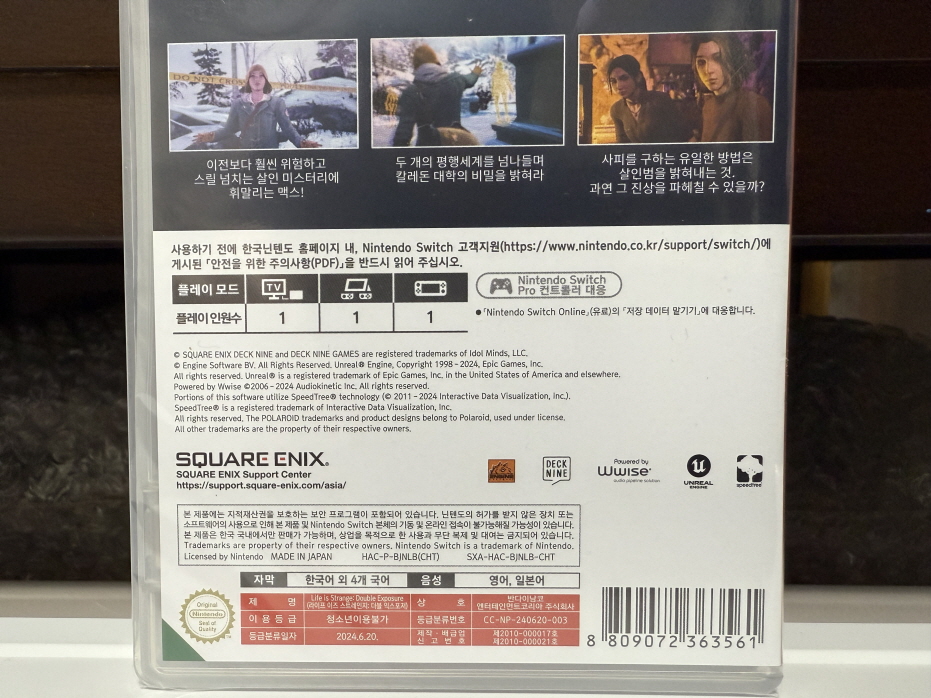 DO NOT CROSS
이전보다 훨씬 위험하고
스릴 넘치는 살인 미스터리에
휘말리는 맥스!
두 개의 평행세계를 넘나들며
칼레돈 대학의 비밀을 밝혀라
사피를 구하는 유일한 방법은
살인범을 밝혀내는 것.
과연 그 진상을 파헤칠 수 있을까?
사용하기 전에 한국닌텐도 홈페이지 내, Nintendo Switch 고객지원(https://www.nintendo.co.kr/support/switch/)에
게시된 「안전을 위한 주의사항(PDF)」을 반드시 읽어 주십시오.
플레이 모드 TV
플레이 인원수 1 1 1
Nintendo Switch
Pro 컨트롤러 대응
●「Nintendo Switch Online」(유료)의 「저장 데이터 맡기기」에 대응합니다.
© SQUARE ENIX DECK NINE and DECK NINE GAMES are registered trademarks of Idol Minds, LLC.
© Engine Software BV. All Rights Reserved. Unreal® Engine, Copyright 1998 - 2024, Epic Games, Inc.
All rights reserved. Unreal® is a registered trademark of Epic Games, Inc. in the United States of America and elsewhere.
Powered by Wwise ©2006 - 2024 Audiokinetic Inc. All rights reserved.
Portions of this software utilize SpeedTree® technology (© 2011 - 2024 Interactive Data Visualization, Inc.).
SpeedTree® is a registered trademark of Interactive Data Visualization, Inc.
All rights reserved. The POLAROID trademarks and product designs belong to Polaroid, used under license.
All other trademarks are the property of their respective owners.
SQUARE ENIX®
SQUARE ENIX Support Center
https://support.square-enix.com/asia/
DECK
NINE
Powered by
Wwise®
audio pipeline solution
UNREAL
ENGINE
speedtree
본 제품에는 지적재산권을 보호하는 보안 프로그램이 포함되어 있습니다. 닌텐도의 허가를 받지 않은 장치 또는
소프트웨어의 사용으로 인해 본 제품 및 Nintendo Switch 본체의 기동 및 온라인 접속이 불가능해질 가능성이 있습니다.
본 제품은 한국 국내에서만 판매가 가능하며, 상업을 목적으로 한 사용과 무단 복제 및 대여는 금지되어 있습니다.
Trademarks are property of their respective owners. Nintendo Switch is a trademark of Nintendo.
Licensed by Nintendo MADE IN JAPAN HAC-P-BJNLB(CHT) SXA-HAC-BJNLB-CHT
자막 한국어 외 4개 국어 음성 영어, 일본어
Original
Nintendo
Seal of
Quality
제 명 Life is Strange: Double Exposure
(라이프 이즈 스트레인지: 더블 익스포저)
상 호 반다이남코
엔터테인먼트코리아 주식회사
이용등급 청소년이용불가 등급분류번호 CC-NP-240620-003
등급분류일자 2024.6.20. 제작·배급업
신고번호 제2010-000017호
제2010-000021호
8 809072 363561